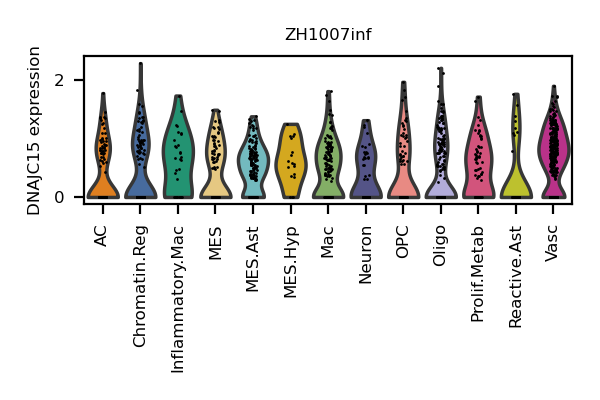 ZH1007inf
DNAJC15 expression
2
0
AC
Chromatin.Reg
Inflammatory.Mac
MES
MES.Ast
MES.Hyp
Mac
Neuron
OPC
Oligo
Prolif.Metab
Reactive.Ast
Vasc